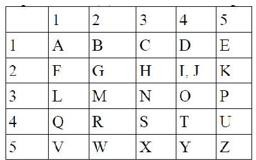 1 2 3 4 5
1 A B C D E
2 F G H I, J K
3 L M N O P
4 Q R S T U
5 V W X Y Z